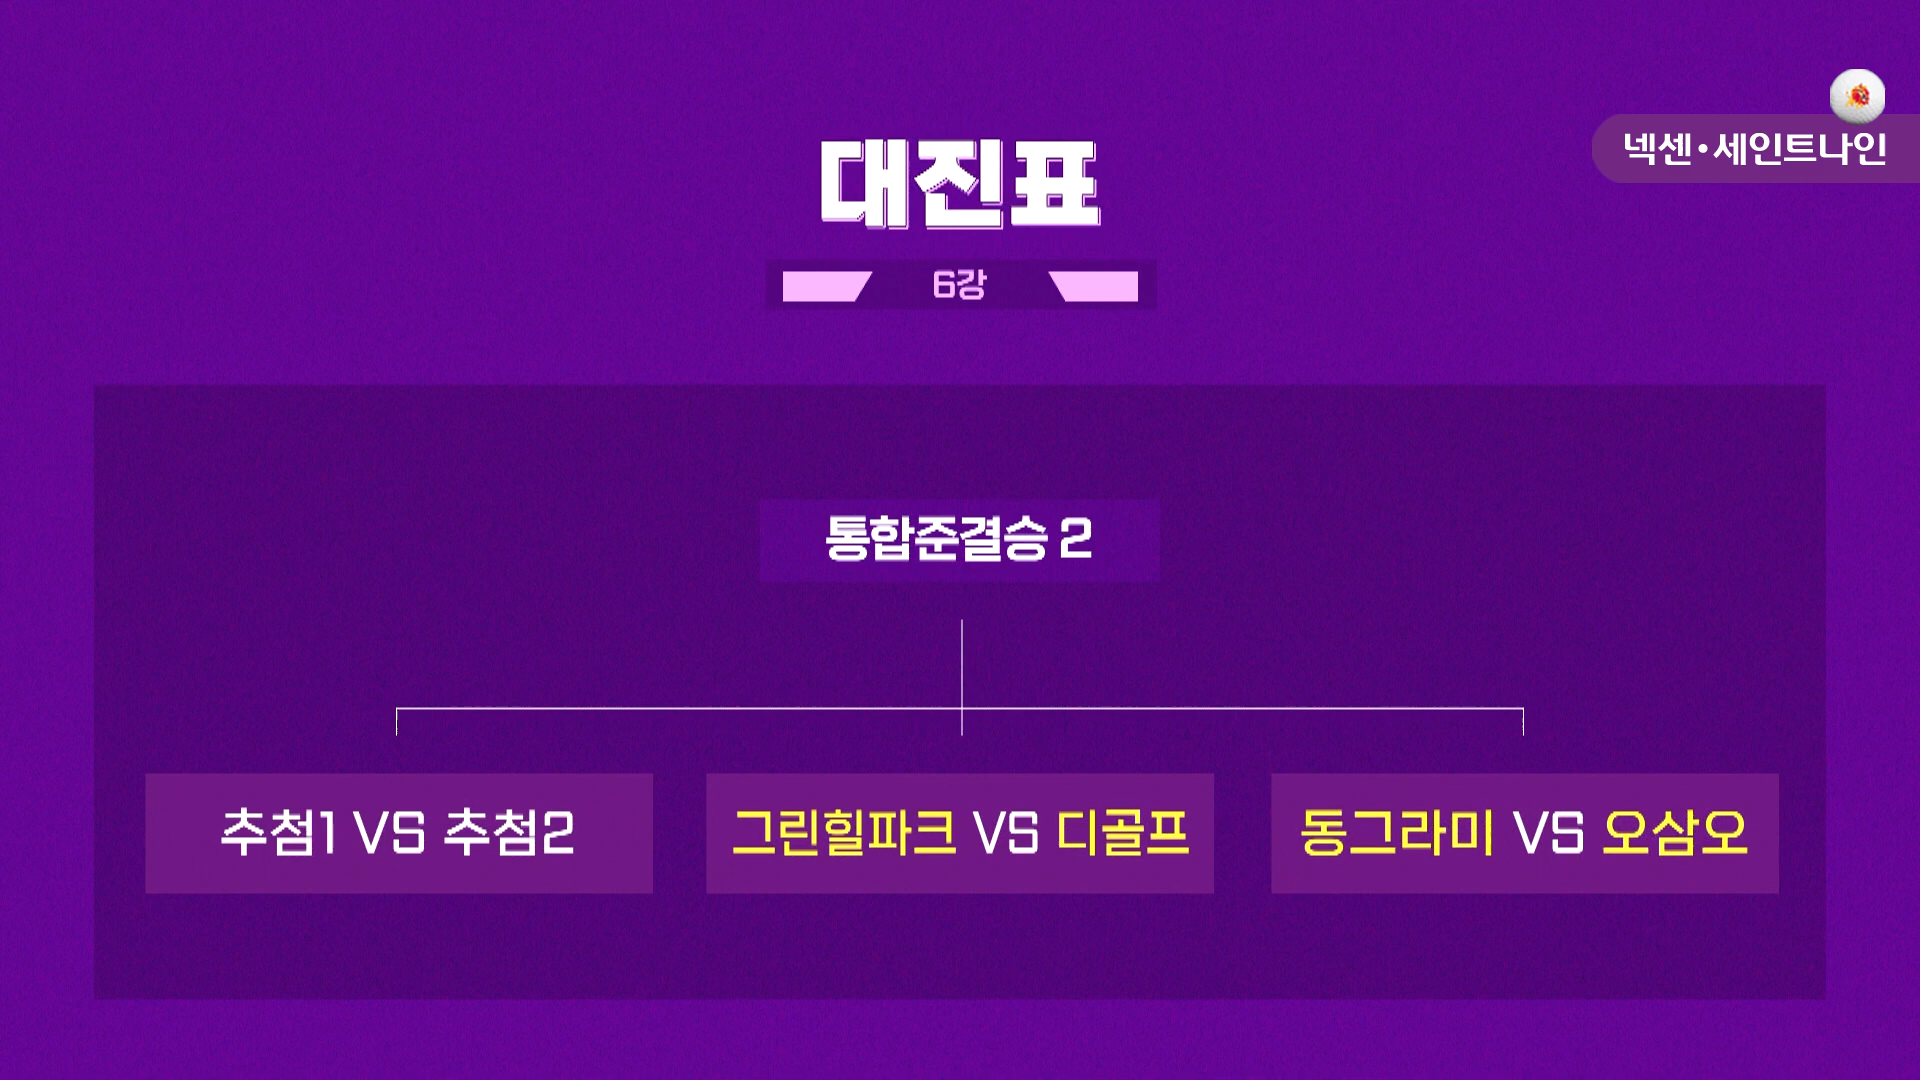 넥센·세인트나인
대진표
6강
통합준결승 2
추첨1 VS 추첨2
그린힐파크 VS 디골프
동그라미 VS 오삼오